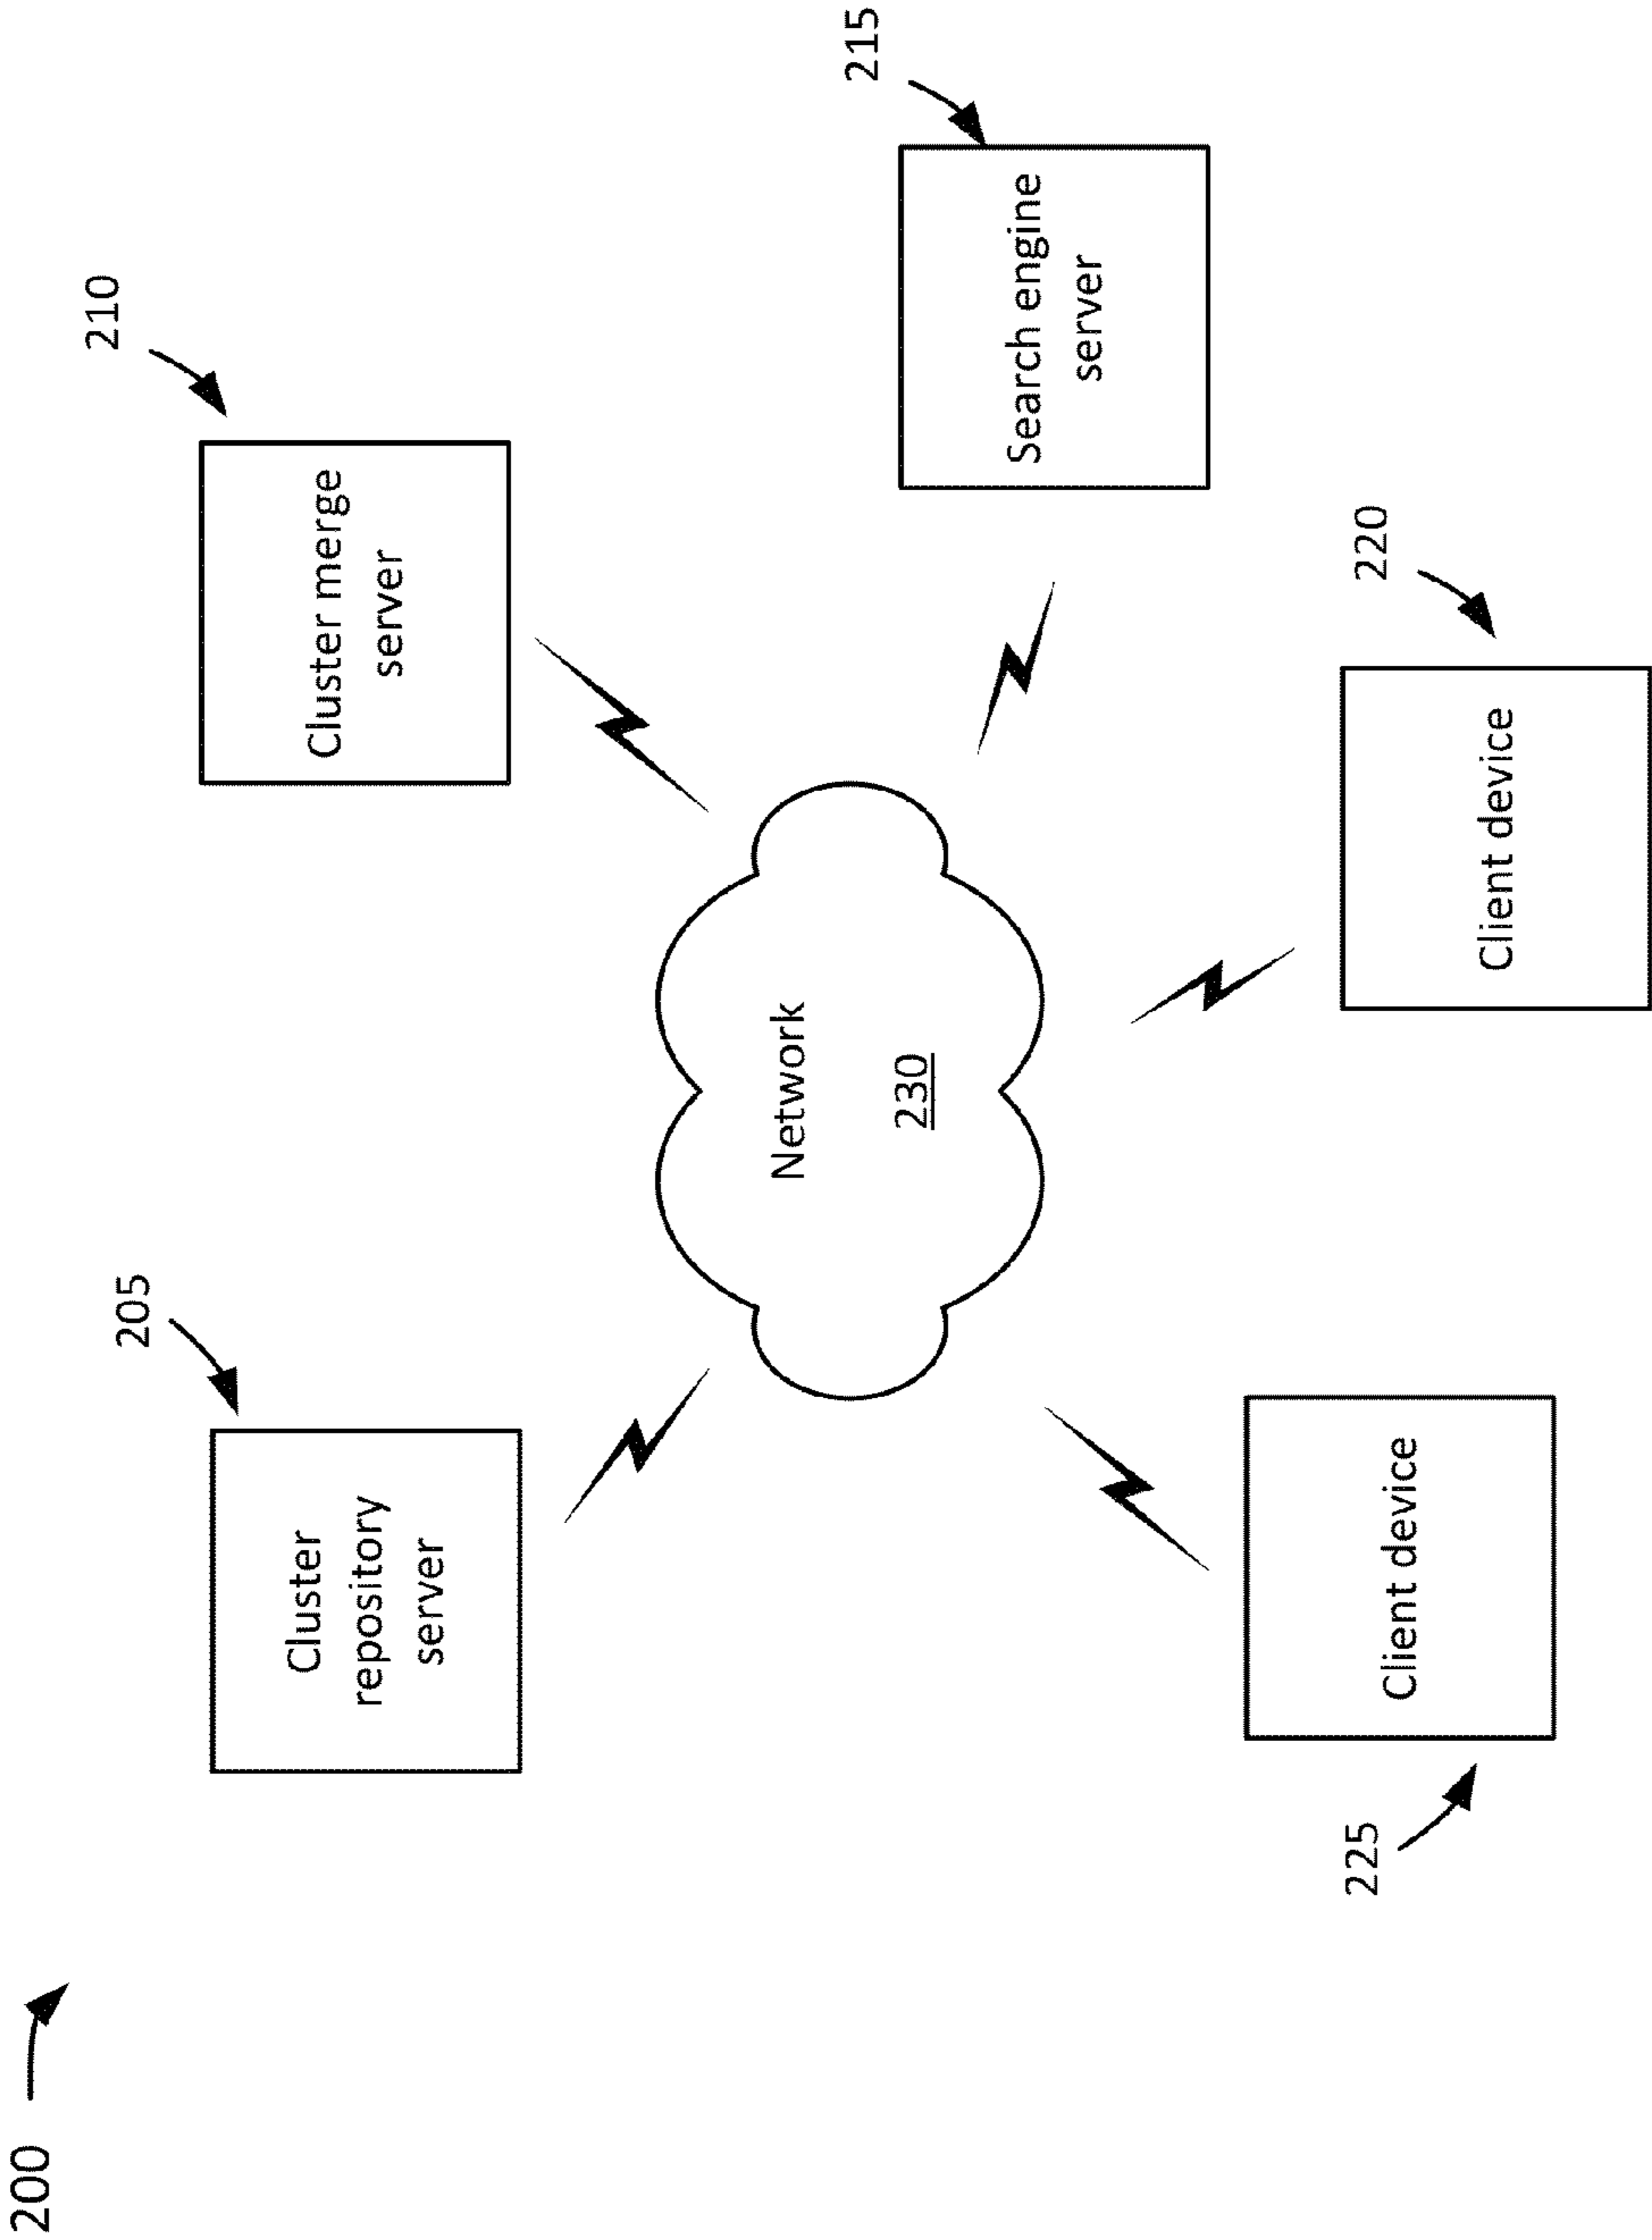 200
205
210
215
Cluster
repository
server
Cluster merge
server
Search engine
server
Network
230
225
Client device
Client device
220